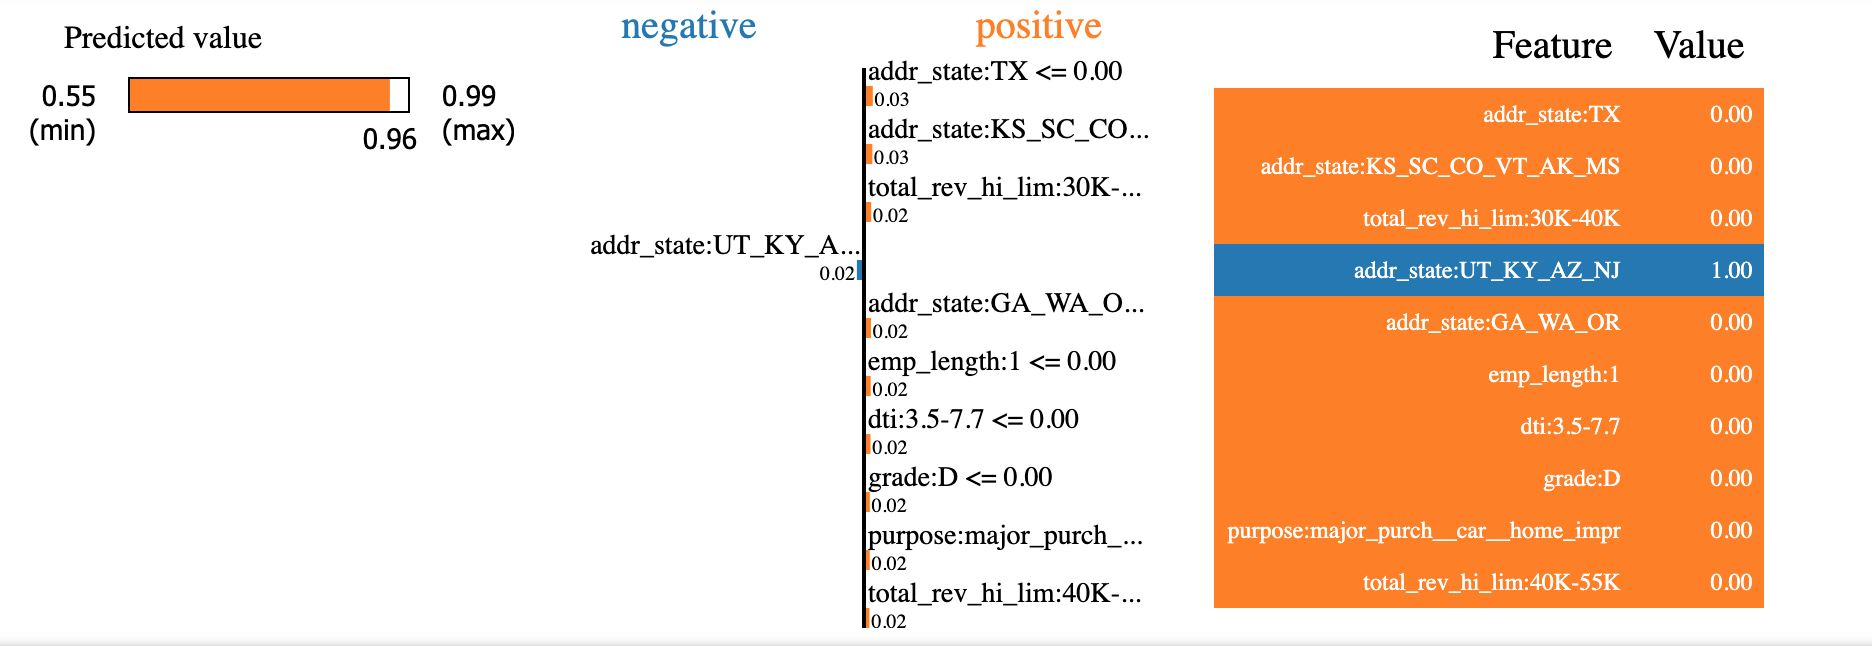 Predicted value
0.55
(min)
0.96
0.99
(max)
negative
positive
addr_state:TX <= 0.00
0.03
addr_state:KS_SC_CO...
0.03
total_rev_hi_lim:30K-...
0.02
addr_state:UT_KY_A...
0.02
addr_state:GA_WA_O...
0.02
emp_length:1 <= 0.00
0.02
dti:3.5-7.7 <= 0.00
0.02
grade:D <= 0.00
0.02
purpose:major_purch_...
0.02
total_rev_hi_lim:40K-...
0.02
Feature Value
addr_state:TX 0.00
addr_state:KS_SC_CO_VT_AK_MS 0.00
total_rev_hi_lim:30K-40K 0.00
addr_state:UT_KY_AZ_NJ 1.00
addr_state:GA_WA_OR 0.00
emp_length:1 0.00
dti:3.5-7.7 0.00
grade:D 0.00
purpose:major_purch__car__home_impr 0.00
total_rev_hi_lim:40K-55K 0.00